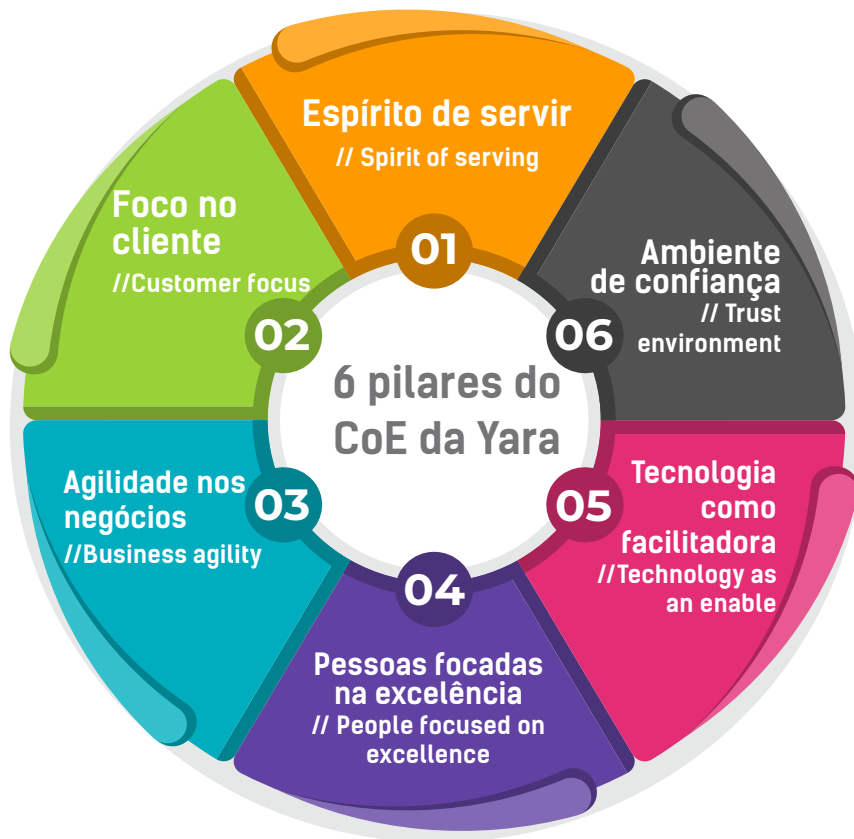 6 pilares do
CoE da Yara
01
Espírito de servir
// Spirit of serving
02
Foco no
cliente
//Customer focus
03
Agilidade nos
negócios
//Business agility
04
Pessoas focadas
na excelência
// People focused on
excellence
05
Tecnologia
como
facilitadora
//Technology as
an enable
06
Ambiente
de confiança
// Trust
environment